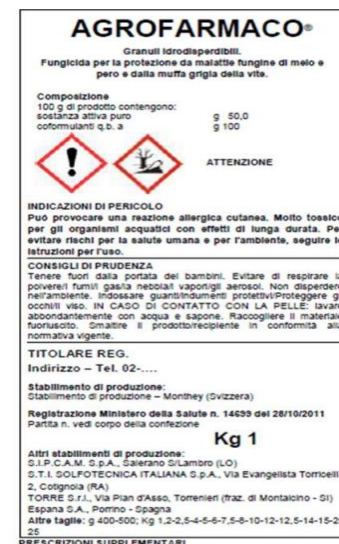 AGROFARMACO®
Granuli idrodisperdibili.
Fungicida per la protezione da malattie fungine di melo e
pero e dalla muffa grigia della vite.
Composizione
100 g di prodotto contengono:
sostanza attiva puro g 50,0
coformulanti q.b. a g 100
ATTENZIONE
INDICAZIONI DI PERICOLO
Può provocare una reazione allergica cutanea. Molto tossico
per gli organismi acquatici con effetti di lunga durata. Pe
evitare rischi per la salute umana e per l'ambiente, seguire le
istruzioni per l'uso.
CONSIGLI DI PRUDENZA
Tenere fuori dalla portata dei bambini. Evitare di respirare la
polvere/i fumi/i gas/la nebbia/i vapori/gli aerosol. Non disperdere
nell'ambiente. Indossare guanti/indumenti protettivi/Proteggere gl
occhi/il viso. IN CASO DI CONTATTO CON LA PELLE: lavare
abbondantemente con acqua e sapone. Raccogliere il materiale
fuoriuscito. Smaltire il prodotto/recipiente in conformità alla
normativa vigente.
TITOLARE REG.
Indirizzo – Tel. 02-....
Stabilimento di produzione:
Stabilimento di produzione – Monthey (Svizzera)
Registrazione Ministero della Salute n. 14699 del 28/10/2011
Partita n. vedi corpo della confezione
Kg 1
Altri stabilimenti di produzione:
S.I.P.C.A.M. S.p.A., Salerano S/Lambro (LO)
S.T.I. SOLFOTECNICA ITALIANA S.p.A., Via Evangelista Torricelli
2, Cotignola (RA)
TORRE S.r.l., Via Pian d'Asso, Torrenieri (fraz. di Montalcino - SI)
Espana S.A., Porrino - Spagna
Altre taglie: g 400-500; Kg 1,2-2,5-4-5-6-7,5-8-10-12-12,5-14-15-20
25
PRESCRIZIONI SUPPLEMENTARI